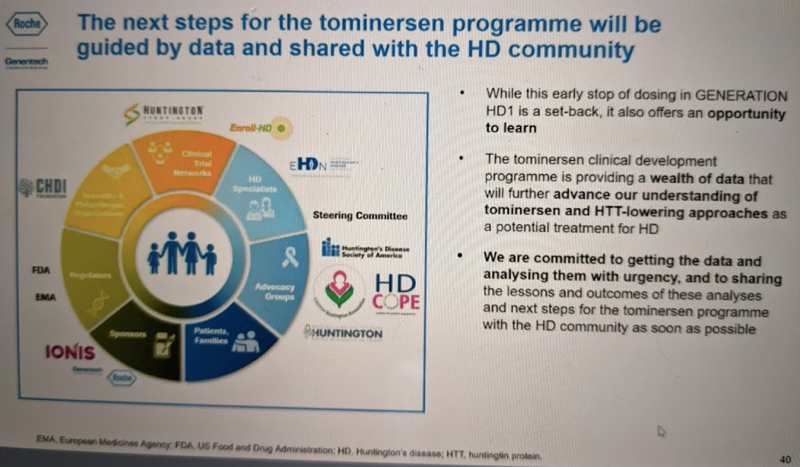 Roche
Genentech
The next steps for the tominersen programme will be
guided by data and shared with the HD community
HUNTINGTON
Enroll-HD
EHDN
CHDI
FOUNDATION
Clinical
Trial
Networks
HD
Specialists
Scientific &
Philanthropic
Organizations
Steering Committee
Huntington's Disease
Society of America
FDA
EMA
Regulators
Advocacy
Groups
HD
COPE
Sponsors
Patients,
Families
HUNTINGTON
IONIS
Genentech
Roche
• While this early stop of dosing in GENERATION
HD1 is a set-back, it also offers an opportunity
to learn
• The tominersen clinical development
programme is providing a wealth of data that
will further advance our understanding of
tominersen and HTT-lowering approaches as
a potential treatment for HD
• We are committed to getting the data and
analysing them with urgency, and to sharing
the lessons and outcomes of these analyses
and next steps for the tominersen programme
with the HD community as soon as possible
EMA, European Medicines Agency; FDA, US Food and Drug Administration; HD, Huntington's disease; HTT, huntingtin protein.
40